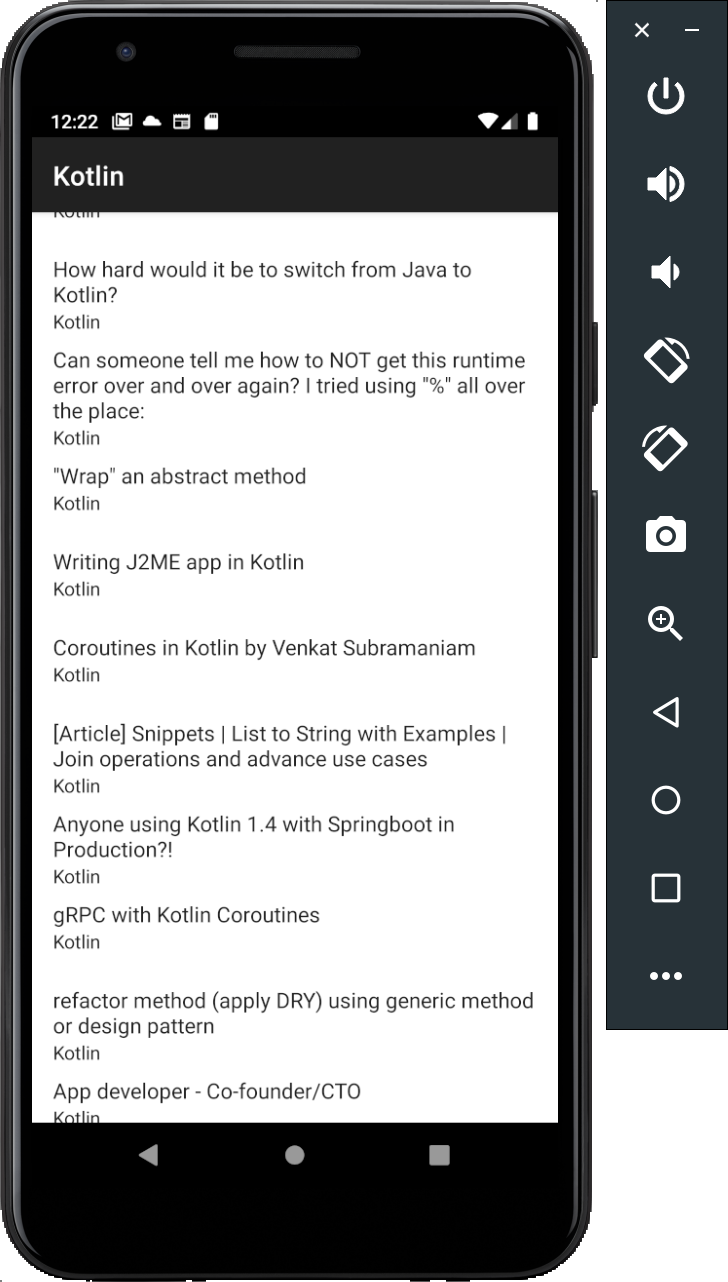 12:22
Kotlin
Kotlin
How hard would it be to switch from Java to
Kotlin?
Kotlin
Can someone tell me how to NOT get this runtime
error over and over again? I tried using "%" all over
the place:
Kotlin
"Wrap" an abstract method
Kotlin
Writing J2ME app in Kotlin
Kotlin
Coroutines in Kotlin by Venkat Subramaniam
Kotlin
[Article] Snippets | List to String with Examples |
Join operations and advance use cases
Kotlin
Anyone using Kotlin 1.4 with Springboot in
Production?!
Kotlin
gRPC with Kotlin Coroutines
Kotlin
refactor method (apply DRY) using generic method
or design pattern
Kotlin
App developer - Co-founder/CTO
Kotlin